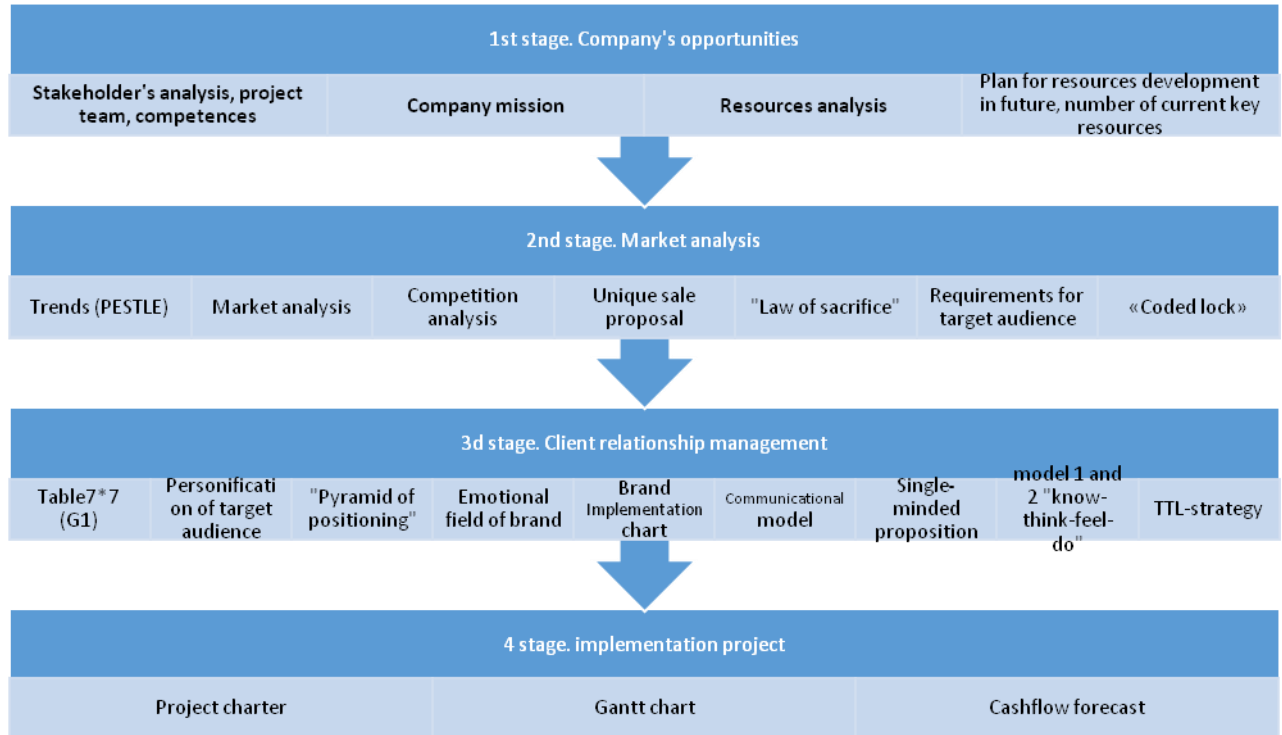 1st stage. Company's opportunities
Stakeholder's analysis, project
team, competences
Company mission
Resources analysis
Plan for resources development
in future, number of current key
resources
2nd stage. Market analysis
Trends (PESTLE)
Market analysis
Competition
analysis
Unique sale
proposal
"Law of sacrifice"
Requirements for
target audience
«Coded lock»
3d stage. Client relationship management
Table7*7
(G1)
Personificati
on of target
audience
"Pyramid of
positioning"
Emotional
field of brand
Brand
Implementation
chart
Communicational
model
Single-
minded
proposition
model 1 and
2 "know-
think-feel-
do"
TTL-strategy
4 stage. implementation project
Project charter
Gantt chart
Cashflow forecast